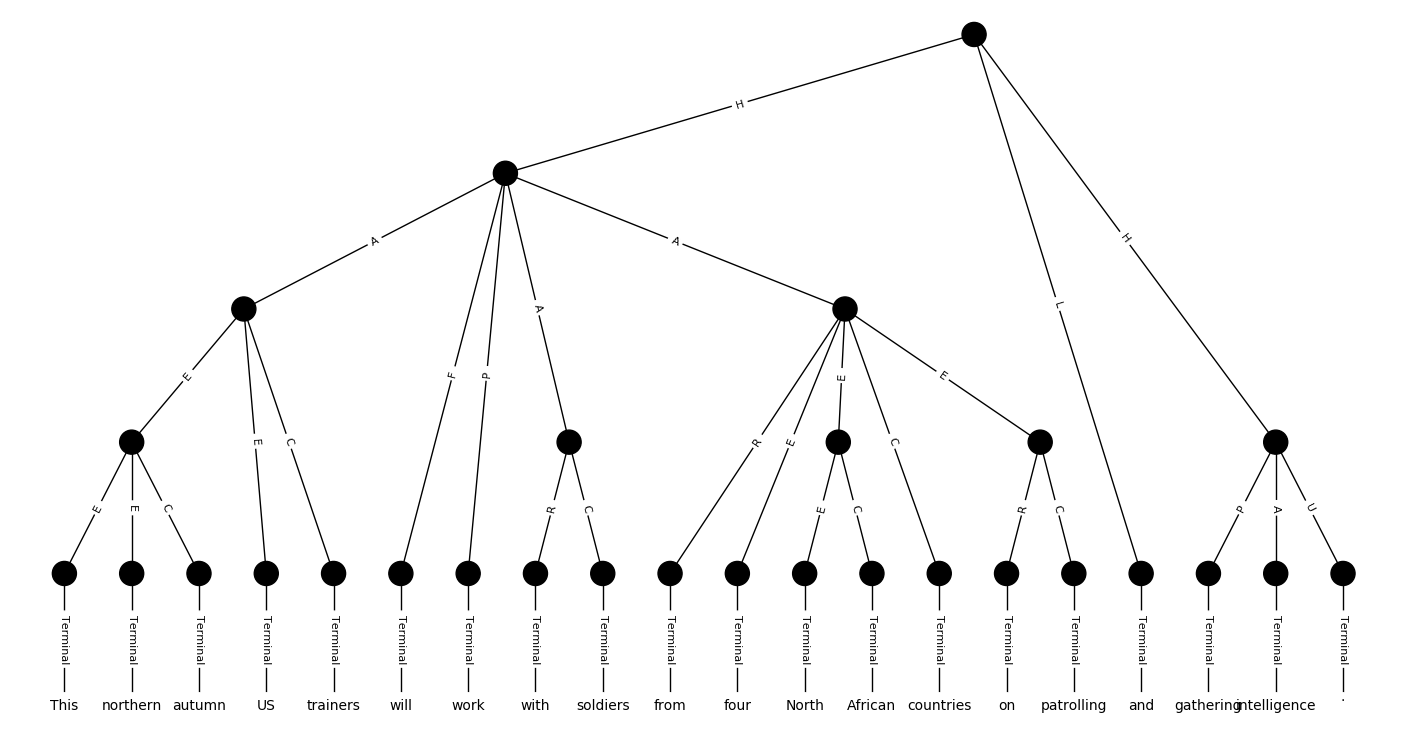 H
A A H
A L
E F P E E
E C R E C
E E C R E C R C P A U
Terminal Terminal Terminal Terminal Terminal Terminal Terminal Terminal Terminal Terminal Terminal Terminal Terminal Terminal Terminal Terminal Terminal Terminal Terminal Terminal
This northern autumn US trainers will work with soldiers from four North African countries on patrolling and gathering intelligence .